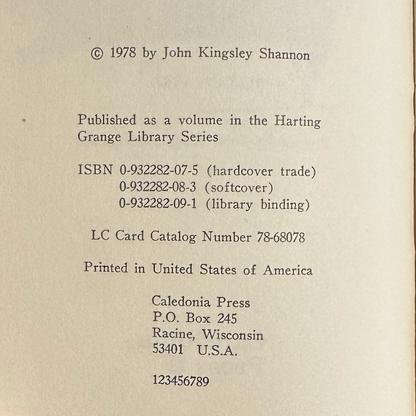 © 1978 by John Kingsley Shannon
Published as a volume in the Harting
Grange Library Series
ISBN 0-932282-07-5 (hardcover trade)
0-932282-08-3 (softcover)
0-932282-09-1 (library binding)
LC Card Catalog Number 78-68078
Printed in United States of America
Caledonia Press
P.O. Box 245
Racine, Wisconsin
53401 U.S.A.
123456789